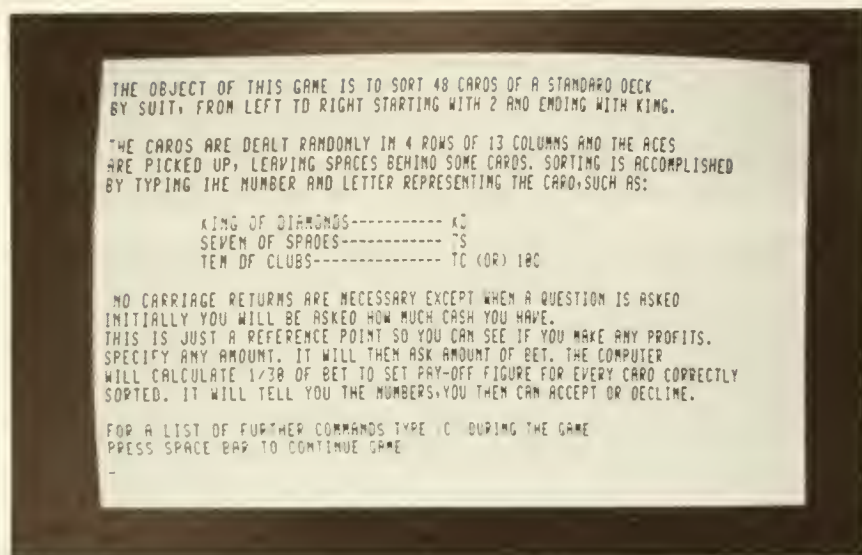 THE OBJECT OF THIS GAME IS TO SORT 48 CARDS OF A STANDARD DECK
BY SUIT, FROM LEFT TO RIGHT STARTING WITH 2 AND ENDING WITH KING.
THE CARDS ARE DEALT RANDOMLY IN 4 ROWS OF 13 COLUMNS AND THE ACES
ARE PICKED UP, LEAVING SPACES BEHIND SOME CARDS. SORTING IS ACCOMPLISHED
BY TYPING THE NUMBER AND LETTER REPRESENTING THE CARD,SUCH AS:
KING OF DIAMONDS----------- KD
SEVEN OF SPADES------------ 7S
TEN OF CLUBS--------------- TC (OR) 10C
NO CARRIAGE RETURNS ARE NECESSARY EXCEPT WHEN A QUESTION IS ASKED
INITIALLY YOU WILL BE ASKED HOW MUCH CASH YOU HAVE.
THIS IS JUST A REFERENCE POINT SO YOU CAN SEE IF YOU MAKE ANY PROFITS.
SPECIFY ANY AMOUNT. IT WILL THEN ASK AMOUNT OF BET. THE COMPUTER
WILL CALCULATE 1/30 OF BET TO SET PAY-OFF FIGURE FOR EVERY CARD CORRECTLY
SORTED. IT WILL TELL YOU THE NUMBERS,YOU THEN CAN ACCEPT OR DECLINE.
FOR A LIST OF FURTHER COMMANDS TYPE C DURING THE GAME
PRESS SPACE BAR TO CONTINUE GAME